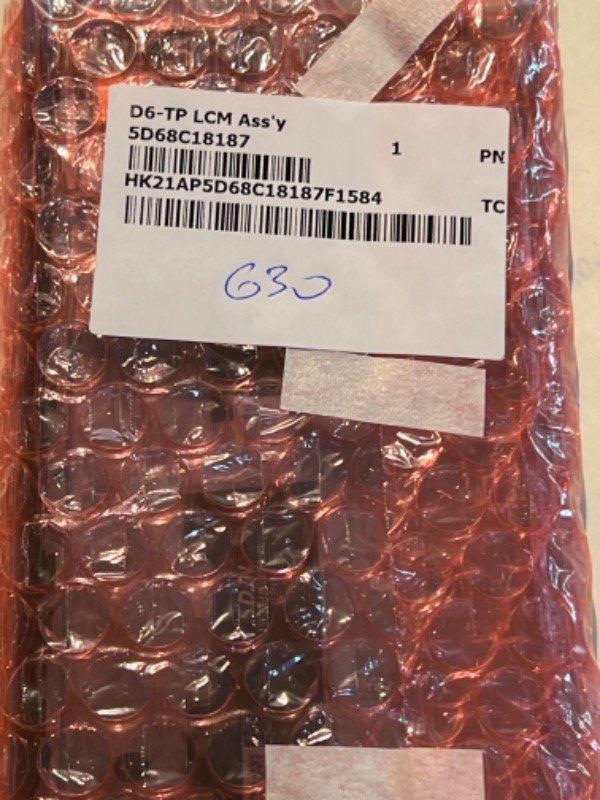 D6-TP LCM Ass'y
5D68C18187
1 PN
HK21AP5D68C18187F1584
TC
630